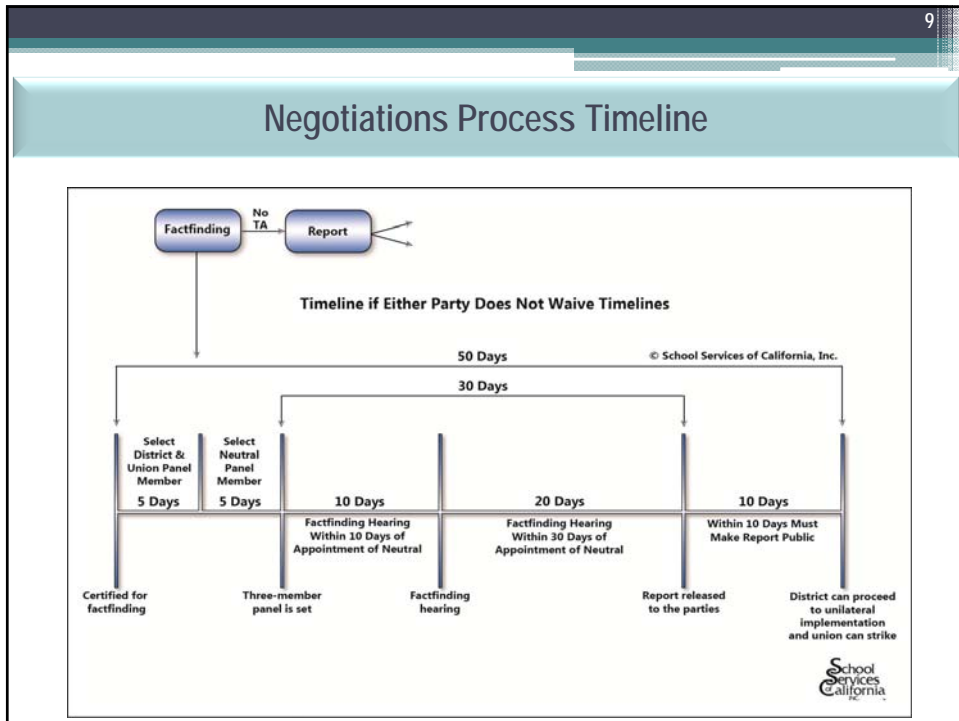 9
Negotiations Process Timeline
Factfinding
No
TA
Report
Timeline if Either Party Does Not Waive Timelines
50 Days
© School Services of California, Inc.
30 Days
Select
District &
Union Panel
Member
Select
Neutral
Panel
Member
5 Days
5 Days
10 Days
20 Days
10 Days
Factfinding Hearing
Within 10 Days of
Appointment of Neutral
Factfinding Hearing
Within 30 Days of
Appointment of Neutral
Within 10 Days Must
Make Report Public
Certified for
factfinding
Three-member
panel is set
Factfinding
hearing
Report released
to the parties
District can proceed
to unilateral
implementation
and union can strike
School
Services
of California
INC.